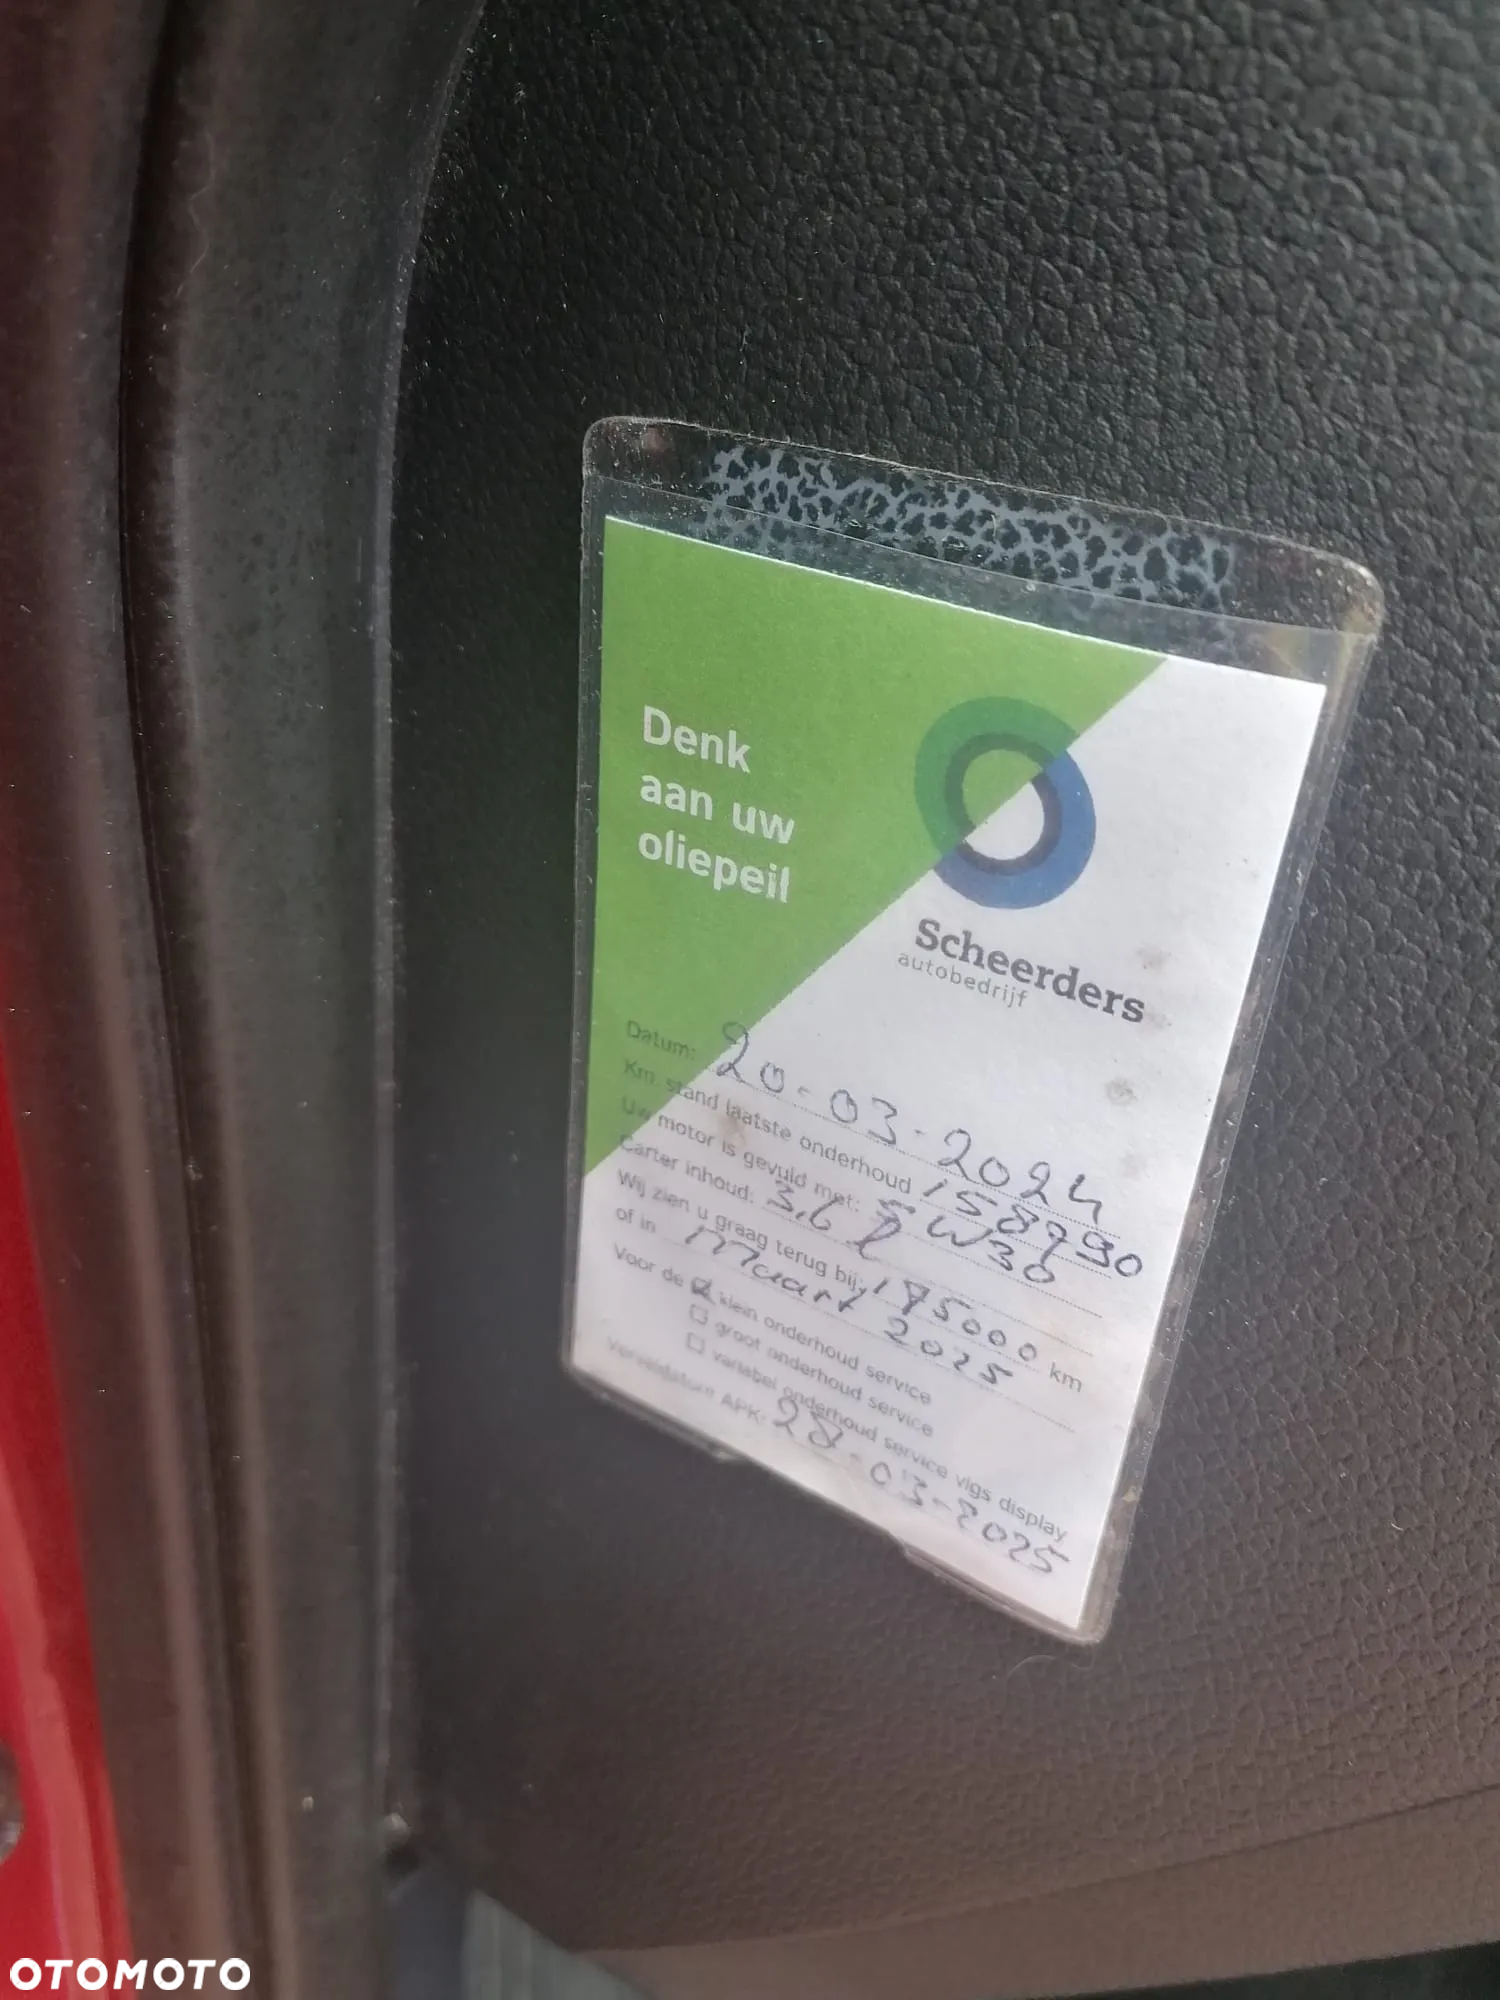 Denk
aan uw
oliepeil
Scheerders
autobedrijf
Datum: 20-03-2024
Km. stand laatste onderhoud 158790
Uw motor is gevuld met: 5W30
Carter inhoud: 3,6 l
Wij zien u graag terug bij: 175000 km
of in maart 2025
Voor de klein onderhoud service
groot onderhoud service
variabel onderhoud service vlgs display
Vervaldatum APK: 28-03-2025
OTOMOTO